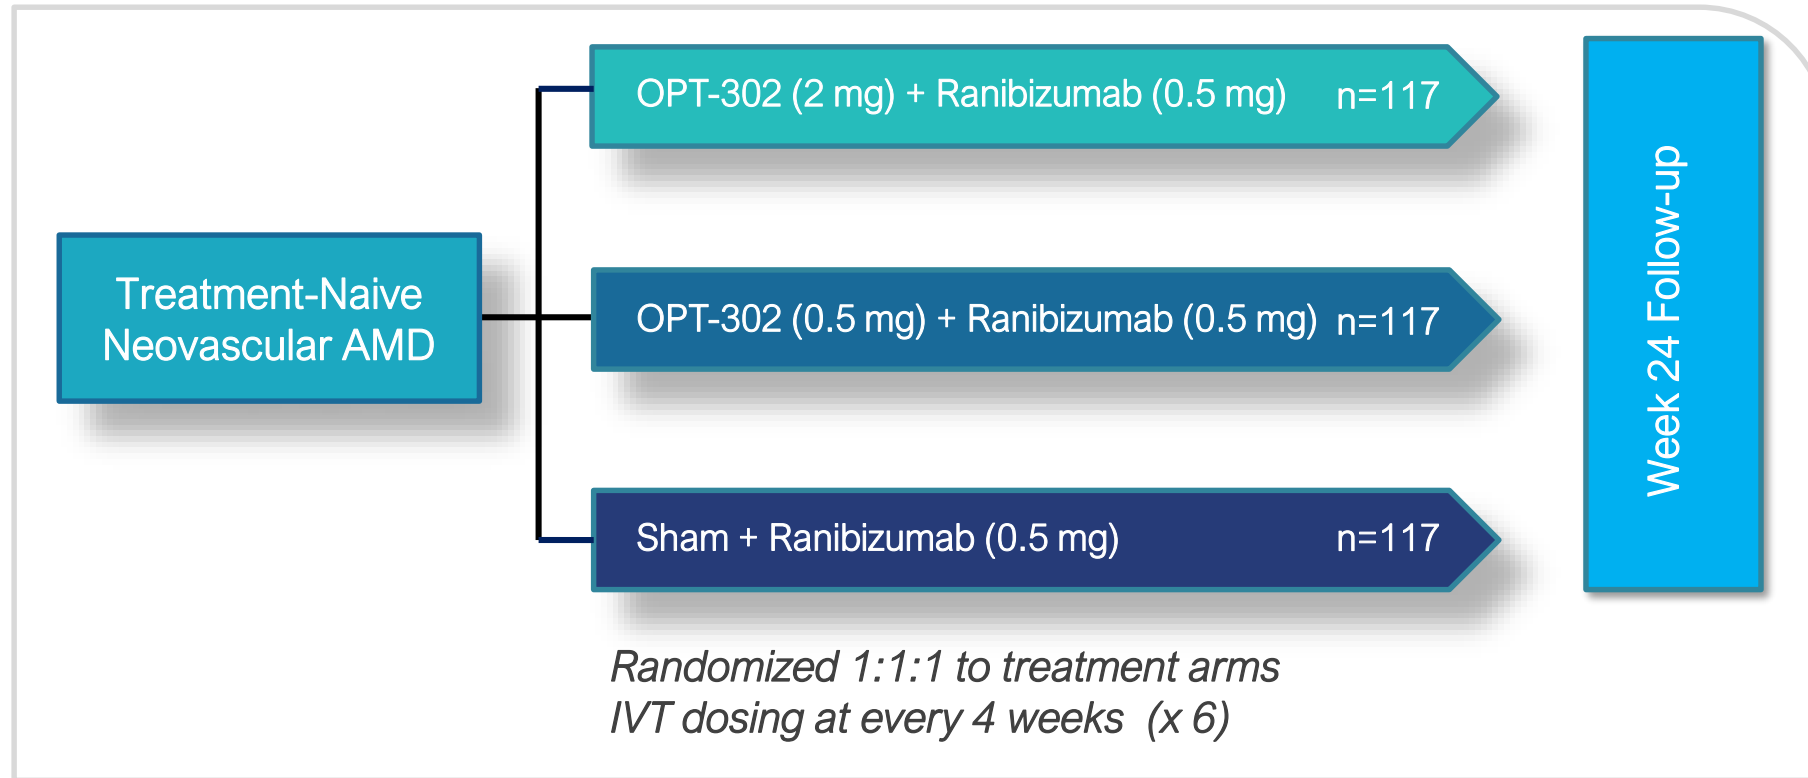 OPT-302 (2 mg) + Ranibizumab (0.5 mg) n=117
Treatment-Naive
Neovascular AMD
OPT-302 (0.5 mg) + Ranibizumab (0.5 mg) n=117
Sham + Ranibizumab (0.5 mg) n=117
Week 24 Follow-up
Randomized 1:1:1 to treatment arms
IVT dosing at every 4 weeks (x 6)